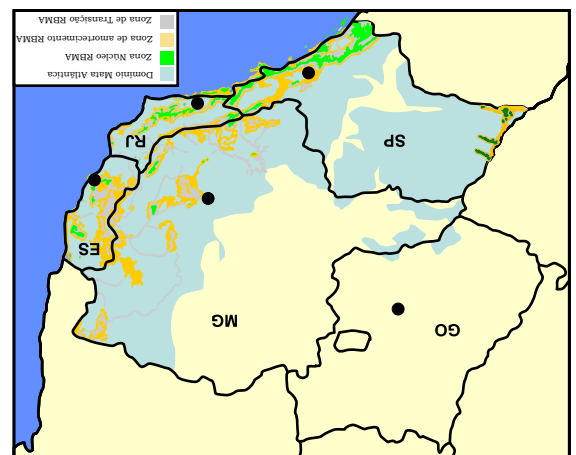 GO
MG
SP
ES
RJ
Domínio Mata Atlântica
Zona Núcleo RBMA
Zona de amortecimento RBMA
Zona de Transição RBMA